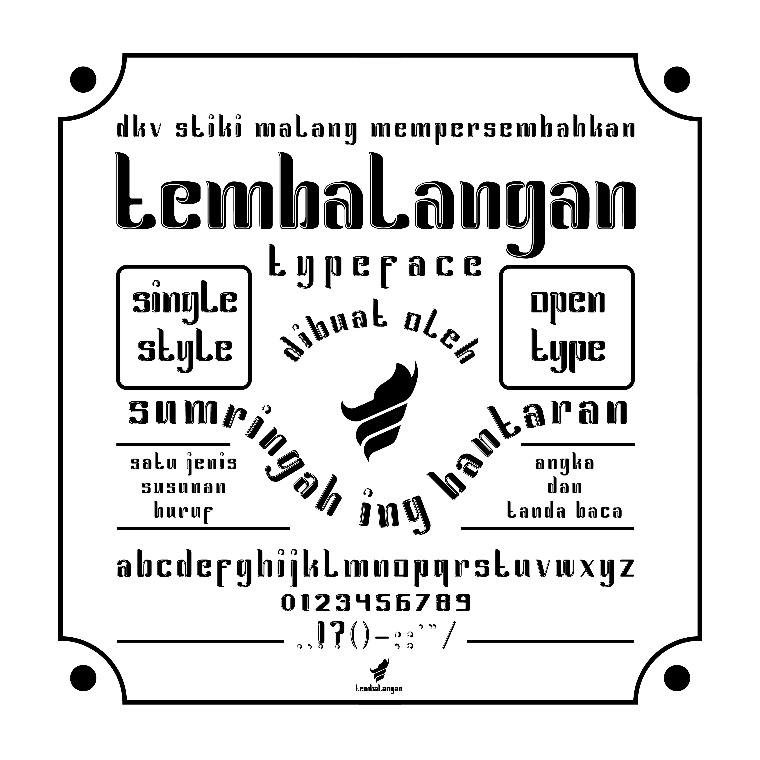 dkv stiki malang mempersembahkan
tembalangan
typeface
single
style
open
type
dibuat oleh
sumringah ing hantaran
satu jenis
susunan
huruf
angka
dan
tanda baca
abcdefghijklmnopqrstuvwxyz
0123456789
.,!?()-:;'"/
tembalangan